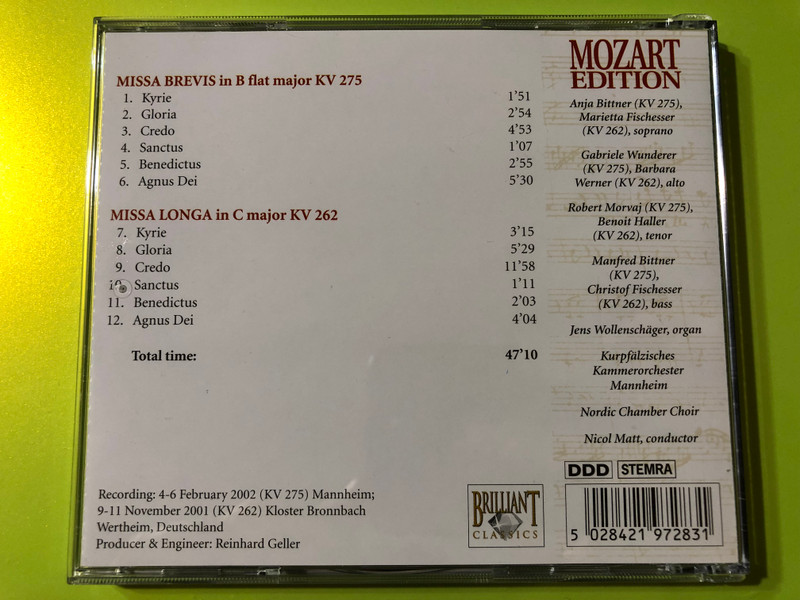 MISSA BREVIS in B flat major KV 275
1. Kyrie 1'51
2. Gloria 2'54
3. Credo 4'53
4. Sanctus 1'07
5. Benedictus 2'55
6. Agnus Dei 5'30
MISSA LONGA in C major KV 262
7. Kyrie 3'15
8. Gloria 5'29
9. Credo 11'58
10. Sanctus 1'11
11. Benedictus 2'03
12. Agnus Dei 4'04
Total time: 47'10
Recording: 4-6 February 2002 (KV 275) Mannheim;
9-11 November 2001 (KV 262) Kloster Bronnbach
Wertheim, Deutschland
Producer & Engineer: Reinhard Geller
MOZART
EDITION
Anja Bittner (KV 275),
Marietta Fischesser
(KV 262), soprano
Gabriele Wunderer
(KV 275), Barbara
Werner (KV 262), alto
Robert Morvaj (KV 275),
Benoit Haller
(KV 262), tenor
Manfred Bittner
(KV 275),
Christof Fischesser
(KV 262), bass
Jens Wollenschäger, organ
Kurpfälzisches
Kammerorchester
Mannheim
Nordic Chamber Choir
Nicol Matt, conductor
DDD STEMRA
BRILLIANT
CLASSICS
5 028421 972831